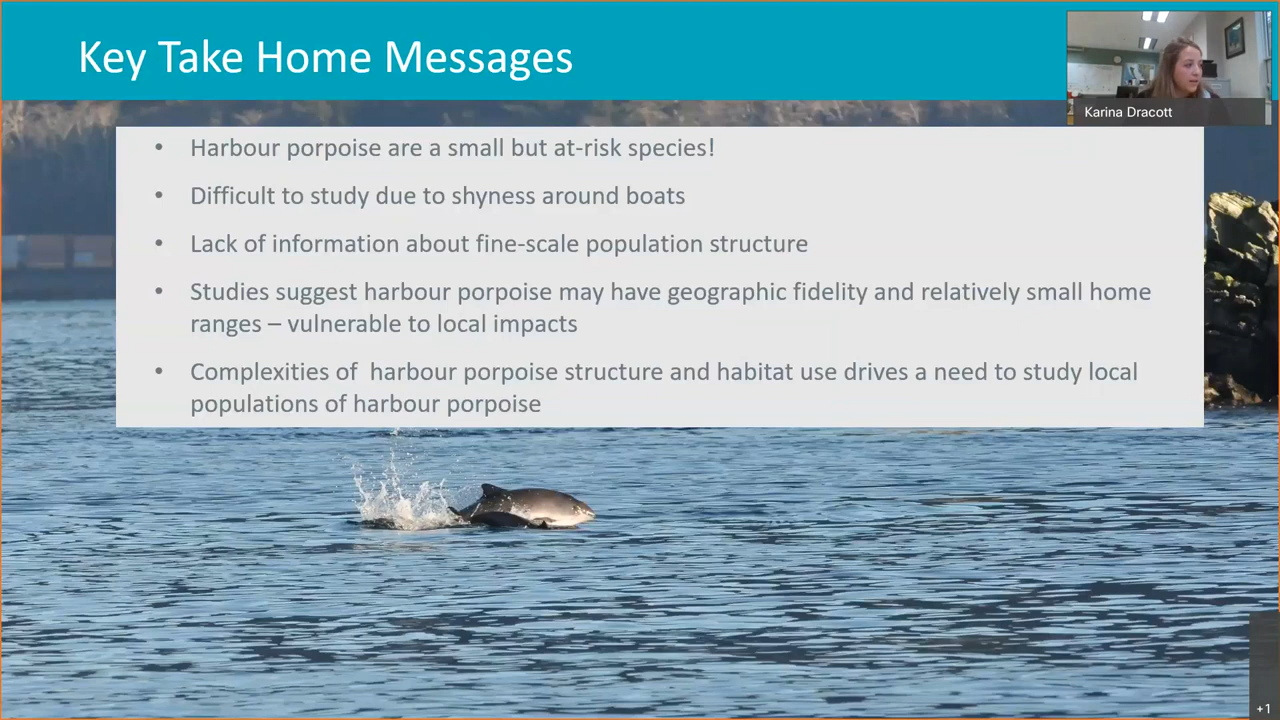 Key Take Home Messages
Karina Dracott
• Harbour porpoise are a small but at-risk species!
• Difficult to study due to shyness around boats
• Lack of information about fine-scale population structure
• Studies suggest harbour porpoise may have geographic fidelity and relatively small home
ranges – vulnerable to local impacts
• Complexities of  harbour porpoise structure and habitat use drives a need to study local
populations of harbour porpoise
+1